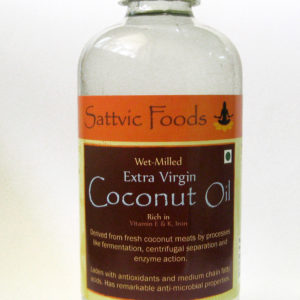 Sattvic Foods
Wet-Milled
Extra Virgin
Coconut Oil
Rich in
Vitamin E & K, Iron
Derived from fresh coconut meats by processes
like fermentation, centrifugal separation and
enzyme action.
Laden with antioxidants and medium chain fatty
acids. Has remarkable anti-microbial properties.